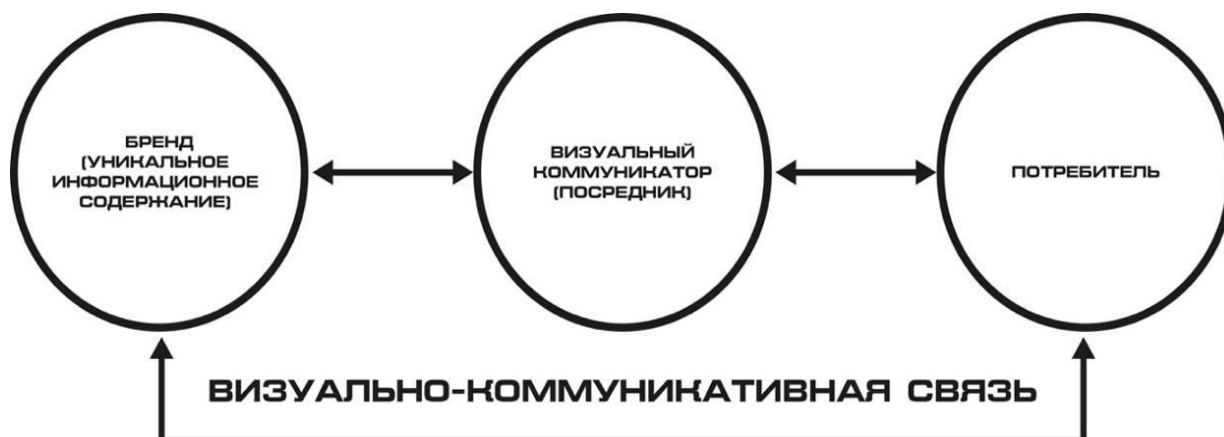 БРЕНД
(УНИКАЛЬНОЕ
ИНФОРМАЦИОННОЕ
СОДЕРЖАНИЕ)
ВИЗУАЛЬНЫЙ
КОММУНИКАТОР
(ПОСРЕДНИК)
ПОТРЕБИТЕЛЬ
ВИЗУАЛЬНО-КОММУНИКАТИВНАЯ СВЯЗЬ